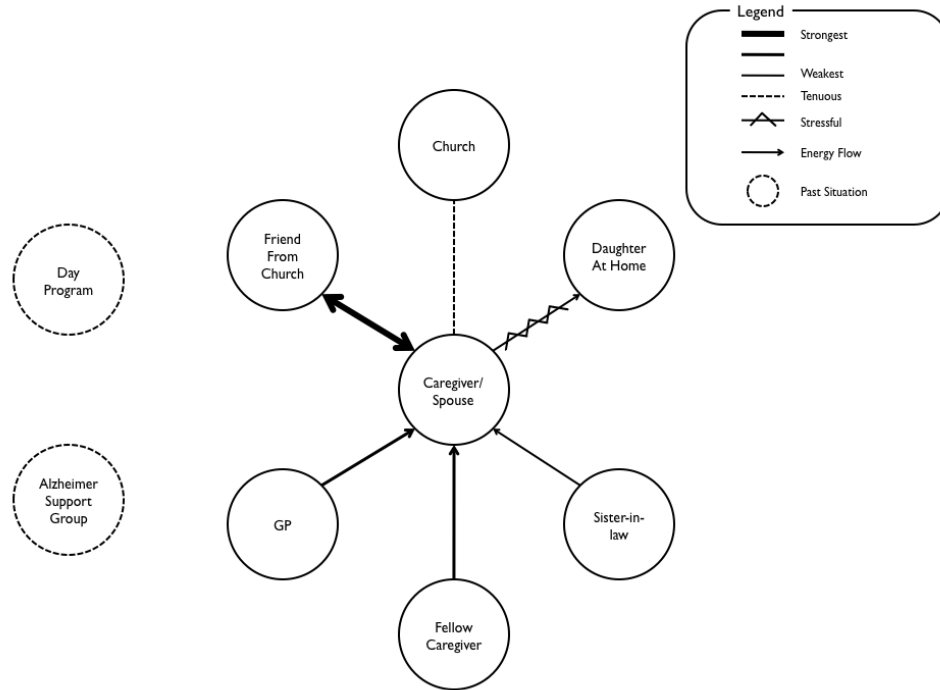 Legend
Strongest
Weakest
Tenuous
Stressful
Energy Flow
Past Situation
Church
Friend
From
Church
Daughter
At Home
Day
Program
Caregiver/
Spouse
Alzheimer
Support
Group
GP
Sister-in-
law
Fellow
Caregiver